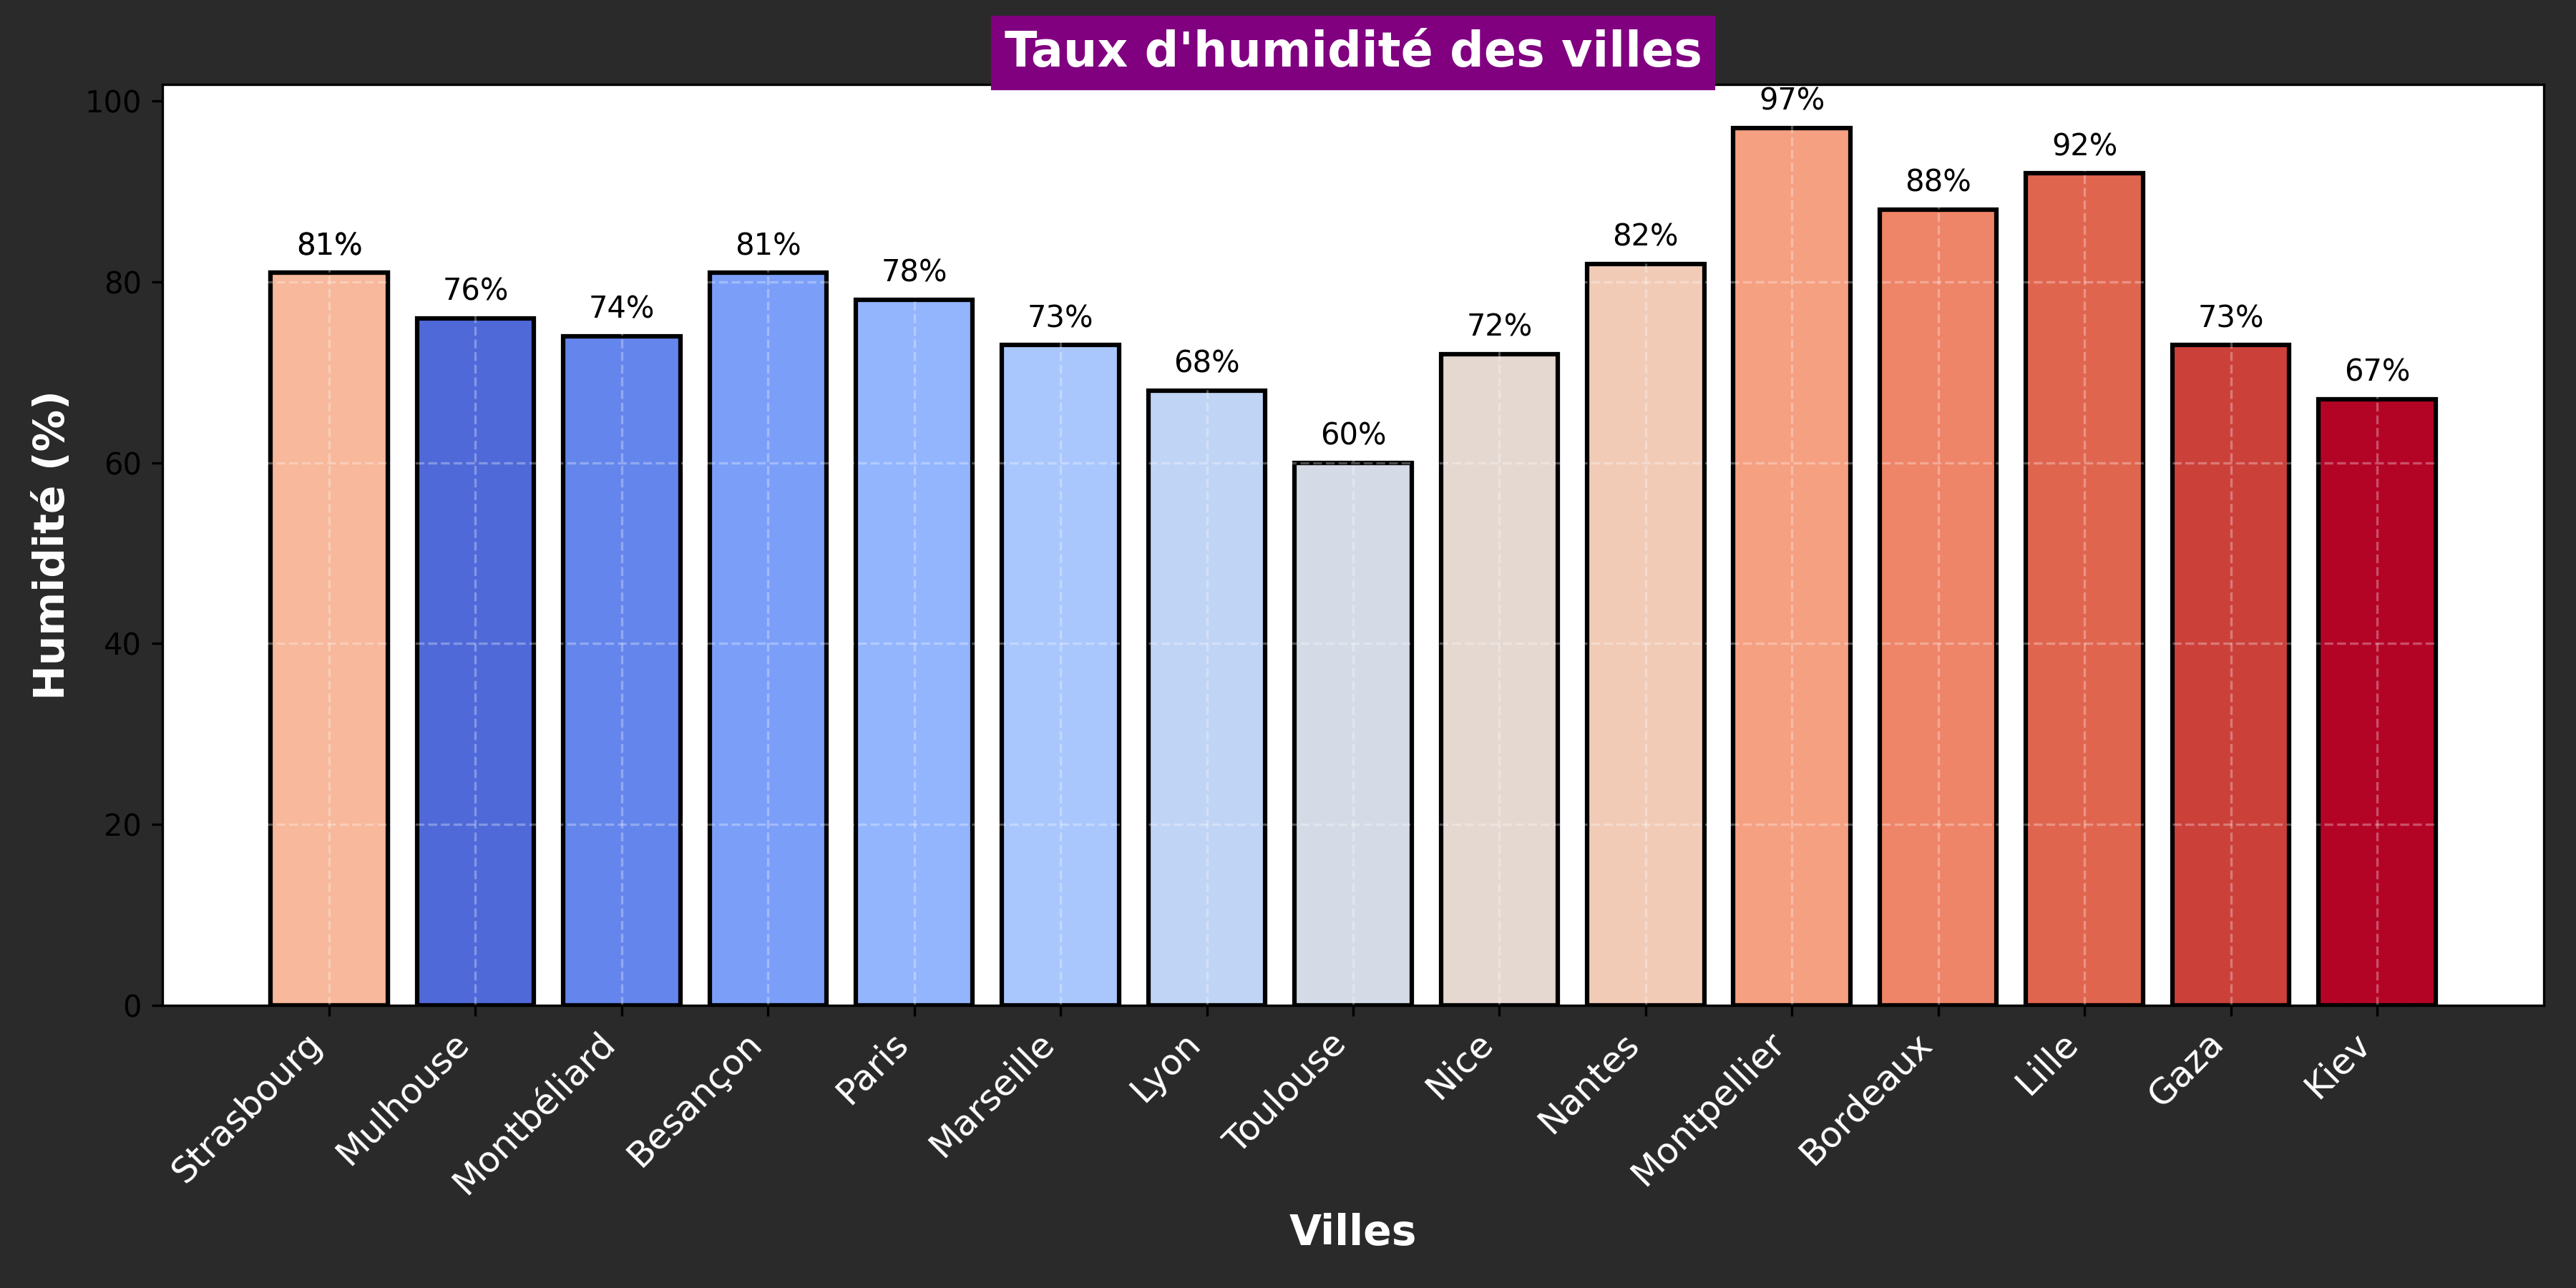 Taux d'humidité des villes
Humidité (%)
100
80
60
40
20
0
81%
76%
74%
81%
78%
73%
68%
60%
72%
82%
97%
88%
92%
73%
67%
Strasbourg
Mulhouse
Montbéliard
Besançon
Paris
Marseille
Lyon
Toulouse
Nice
Nantes
Montpellier
Bordeaux
Lille
Gaza
Kiev
Villes